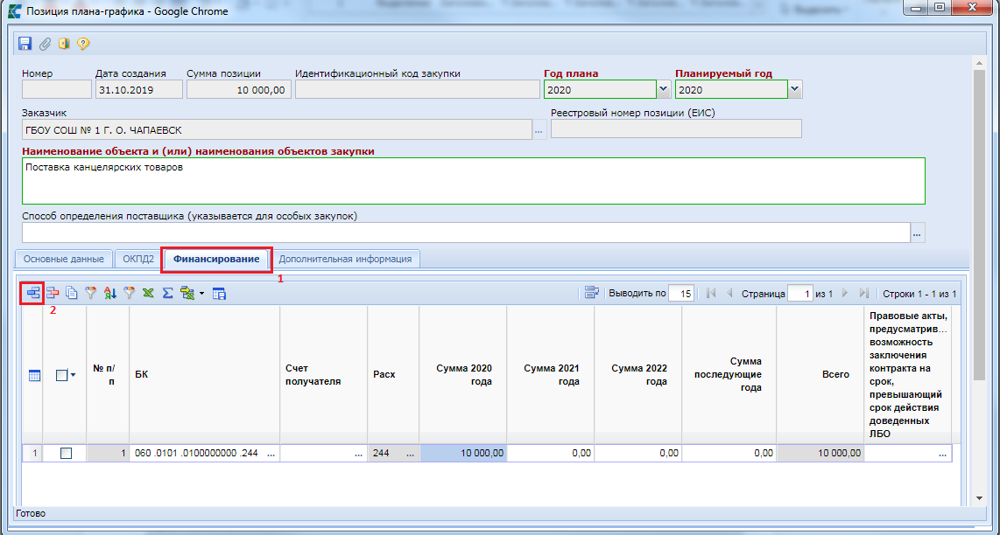 Позиция плана-графика - Google Chrome
Номер Дата создания Сумма позиции Идентификационный код закупки Год плана Планируемый год
31.10.2019 10 000,00 2020 2020
Заказчик Реестровый номер позиции (ЕИС)
ГБОУ СОШ № 1 Г. О. ЧАПАЕВСК ...
Наименование объекта и (или) наименования объектов закупки
Поставка канцелярских товаров
Способ определения поставщика (указывается для особых закупок)
...
Основные данные ОКПД2 Финансирование Дополнительная информация
1
Выводить по 15 Страница 1 из 1 Строки 1 - 1 из 1
2
№ п/п БК Счет получателя Расх Сумма 2020 года Сумма 2021 года Сумма 2022 года Сумма последующие года Всего
Правовые акты,
предусматрив...
возможность
заключения
контракта на
срок,
превышающий
срок действия
доведенных
ЛБО
1 1 060 .0101 .0100000000 .244 ... ... 244 ... 10 000,00 0,00 0,00 0,00 10 000,00 ...
Готово